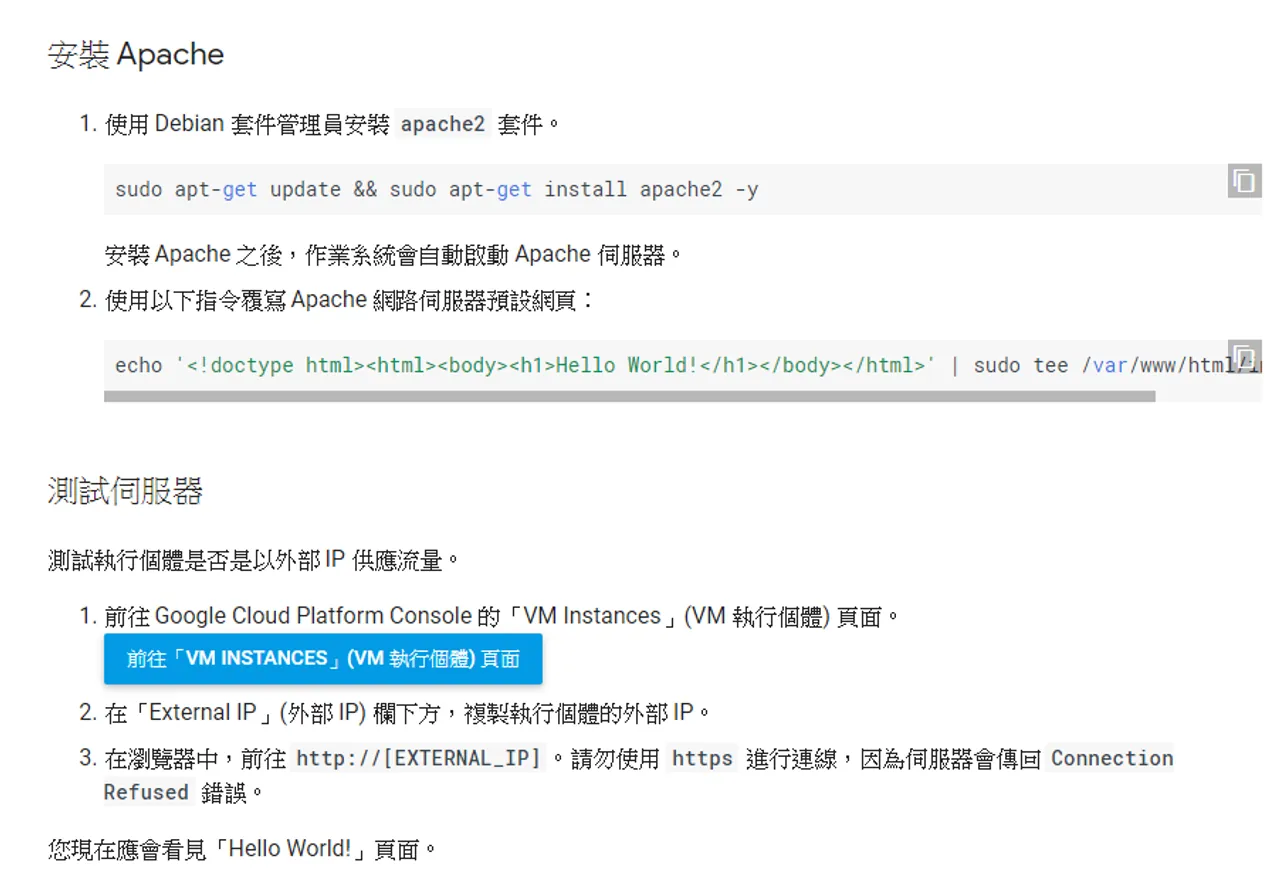 安裝 Apache
1. 使用 Debian 套件管理員安裝 apache2 套件。
sudo apt-get update && sudo apt-get install apache2 -y
安裝 Apache 之後，作業系統會自動啟動 Apache 伺服器。
2. 使用以下指令覆寫 Apache 網路伺服器預設網頁：
echo '<!doctype html><html><body><h1>Hello World!</h1></body></html>' | sudo tee /var/www/html/in
測試伺服器
測試執行個體是否是以外部 IP 供應流量。
1. 前往 Google Cloud Platform Console 的「VM Instances」(VM 執行個體) 頁面。
前往「VM INSTANCES」(VM 執行個體) 頁面
2. 在「External IP」(外部 IP) 欄下方，複製執行個體的外部 IP。
3. 在瀏覽器中，前往 http://[EXTERNAL_IP] 。請勿使用 https 進行連線，因為伺服器會傳回 Connection
Refused 錯誤。
您現在應會看見「Hello World!」頁面。